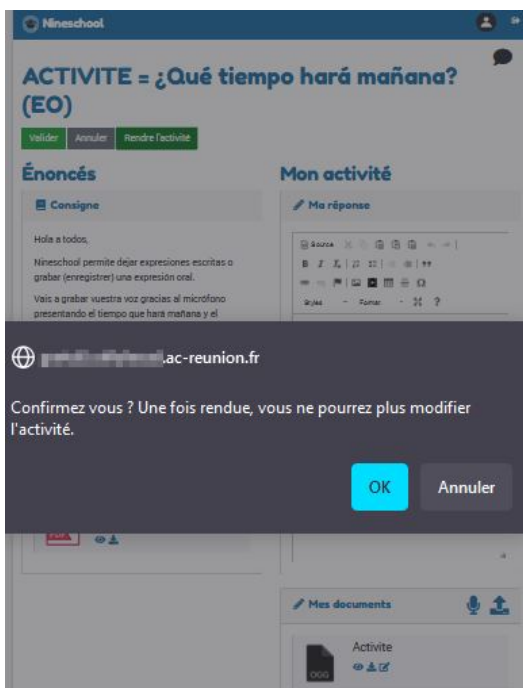 Nineschool
ACTIVITE = ¿Qué tiempo hará mañana?
(EO)
Valider Annuler Rendre l'activité
Énoncés
Consigne
Hola a todos,
Nineschool permite dejar expresiones escritas o
grabar (enregistrer) una expresión oral.
Vais a grabar vuestra voz gracias al micrófono
presentando el tiempo que hará mañana y el
Mon activité
Ma réponse
Source
B I
Styles Format ?
.ac-reunion.fr
Confirmez vous ? Une fois rendue, vous ne pourrez plus modifier
l'activité.
OK Annuler
Mes documents
Activite
OGG